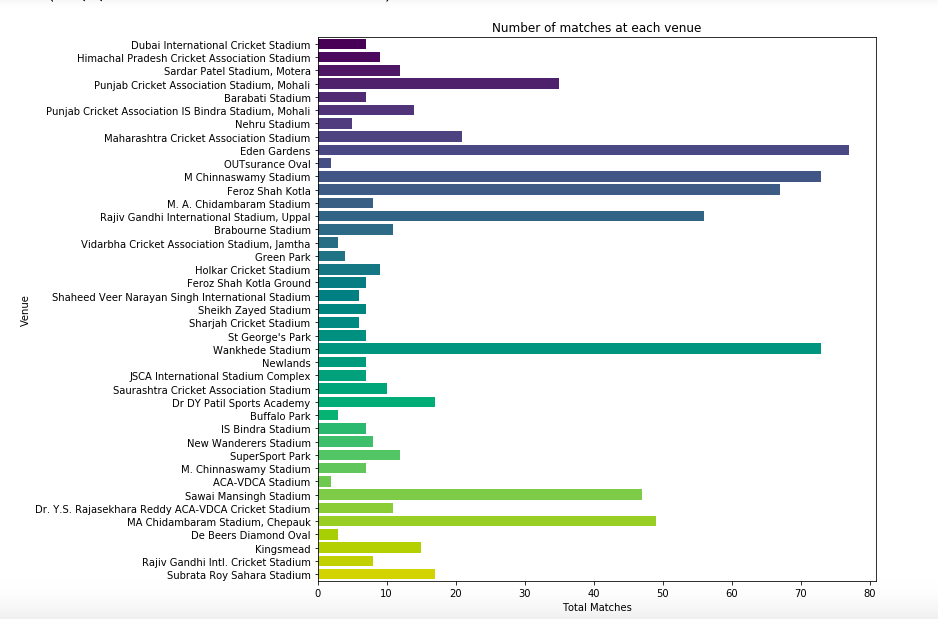 Number of matches at each venue
Dubai International Cricket Stadium
Himachal Pradesh Cricket Association Stadium
Sardar Patel Stadium, Motera
Punjab Cricket Association Stadium, Mohali
Barabati Stadium
Punjab Cricket Association IS Bindra Stadium, Mohali
Nehru Stadium
Maharashtra Cricket Association Stadium
Eden Gardens
OUTsurance Oval
M Chinnaswamy Stadium
Feroz Shah Kotla
M. A. Chidambaram Stadium
Rajiv Gandhi International Stadium, Uppal
Brabourne Stadium
Vidarbha Cricket Association Stadium, Jamtha
Green Park
Holkar Cricket Stadium
Feroz Shah Kotla Ground
Shaheed Veer Narayan Singh International Stadium
Sheikh Zayed Stadium
Sharjah Cricket Stadium
St George's Park
Wankhede Stadium
Newlands
JSCA International Stadium Complex
Saurashtra Cricket Association Stadium
Dr DY Patil Sports Academy
Buffalo Park
IS Bindra Stadium
New Wanderers Stadium
SuperSport Park
M. Chinnaswamy Stadium
ACA-VDCA Stadium
Sawai Mansingh Stadium
Dr. Y.S. Rajasekhara Reddy ACA-VDCA Cricket Stadium
MA Chidambaram Stadium, Chepauk
De Beers Diamond Oval
Kingsmead
Rajiv Gandhi Intl. Cricket Stadium
Subrata Roy Sahara Stadium
Venue
0 10 20 30 40 50 60 70 80
Total Matches